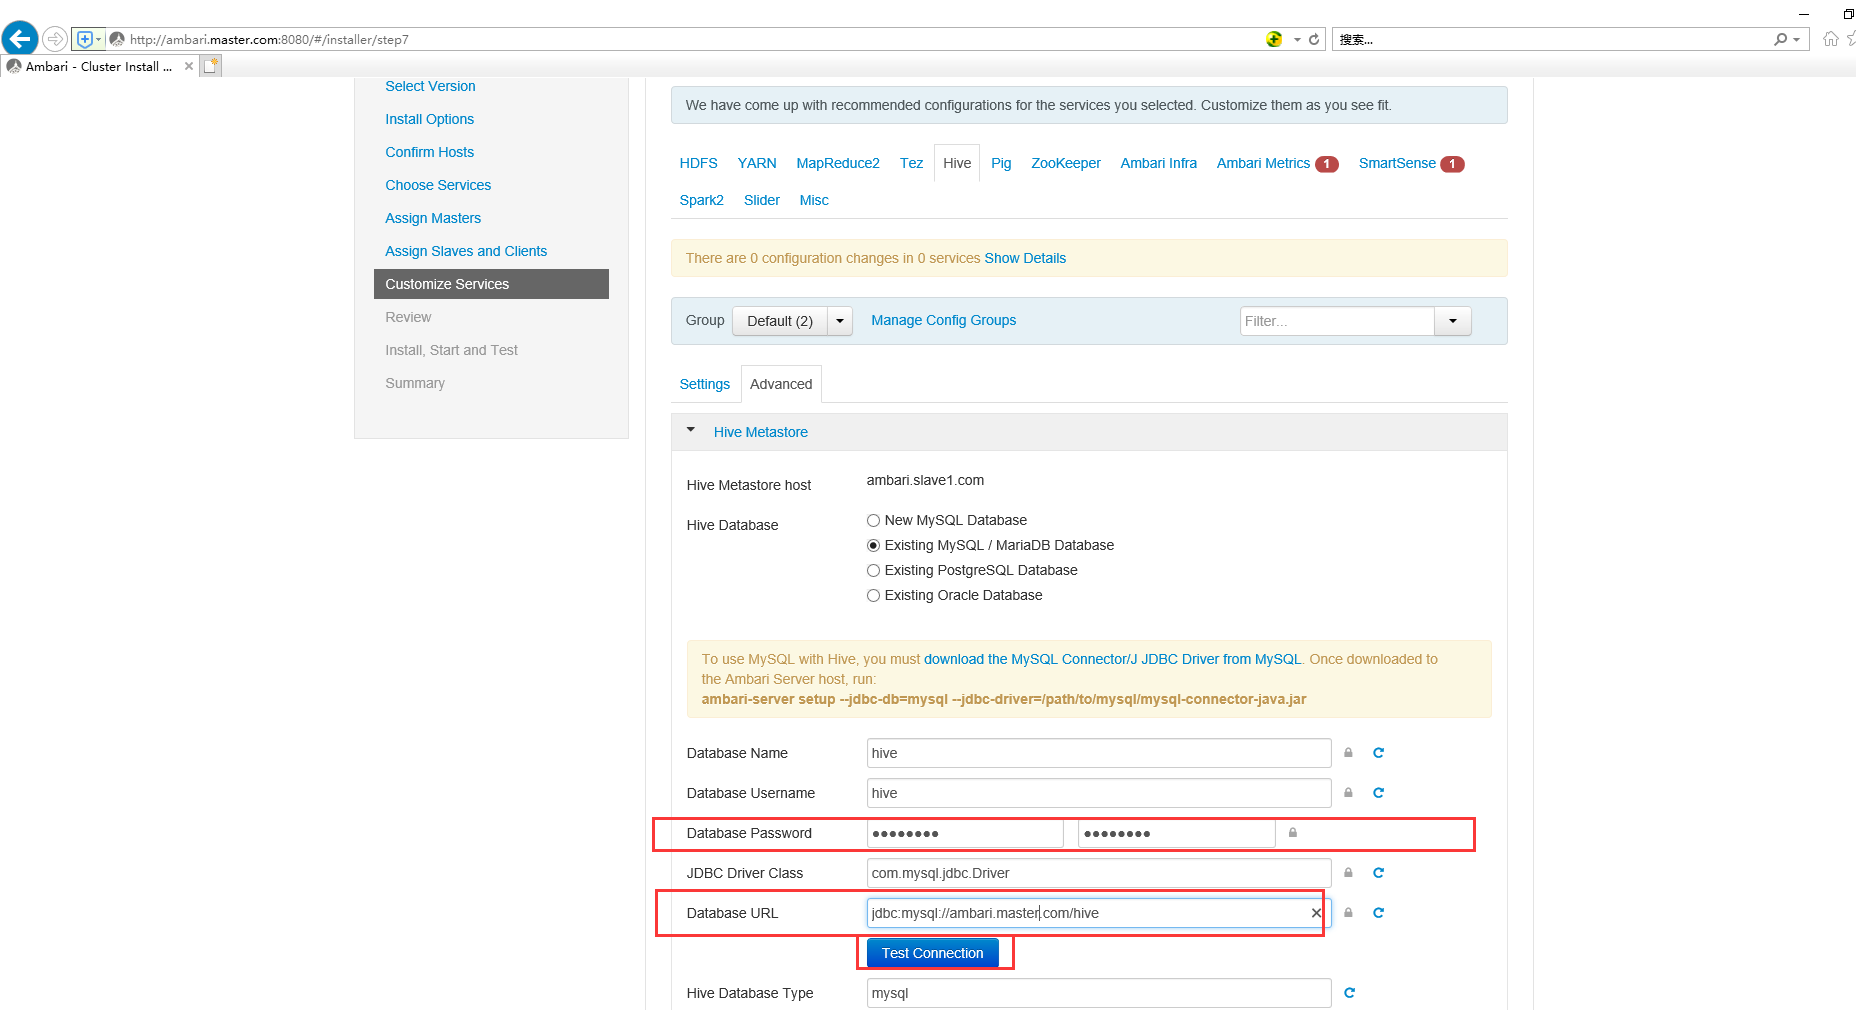 http://ambari.master.com:8080/#/installer/step7
搜索...
Ambari - Cluster Install ...
Select Version
Install Options
Confirm Hosts
Choose Services
Assign Masters
Assign Slaves and Clients
Customize Services
Review
Install, Start and Test
Summary
We have come up with recommended configurations for the services you selected. Customize them as you see fit.
HDFS YARN MapReduce2 Tez Hive Pig ZooKeeper Ambari Infra Ambari Metrics 1 SmartSense 1
Spark2 Slider Misc
There are 0 configuration changes in 0 services Show Details
Group Default (2) Manage Config Groups Filter...
Settings Advanced
Hive Metastore
Hive Metastore host ambari.slave1.com
Hive Database New MySQL Database
Existing MySQL / MariaDB Database
Existing PostgreSQL Database
Existing Oracle Database
To use MySQL with Hive, you must download the MySQL Connector/J JDBC Driver from MySQL. Once downloaded to
the Ambari Server host, run:
ambari-server setup --jdbc-db=mysql --jdbc-driver=/path/to/mysql/mysql-connector-java.jar
Database Name hive
Database Username hive
Database Password ●●●●●●●● ●●●●●●●●
JDBC Driver Class com.mysql.jdbc.Driver
Database URL jdbc:mysql://ambari.master.com/hive
Test Connection
Hive Database Type mysql